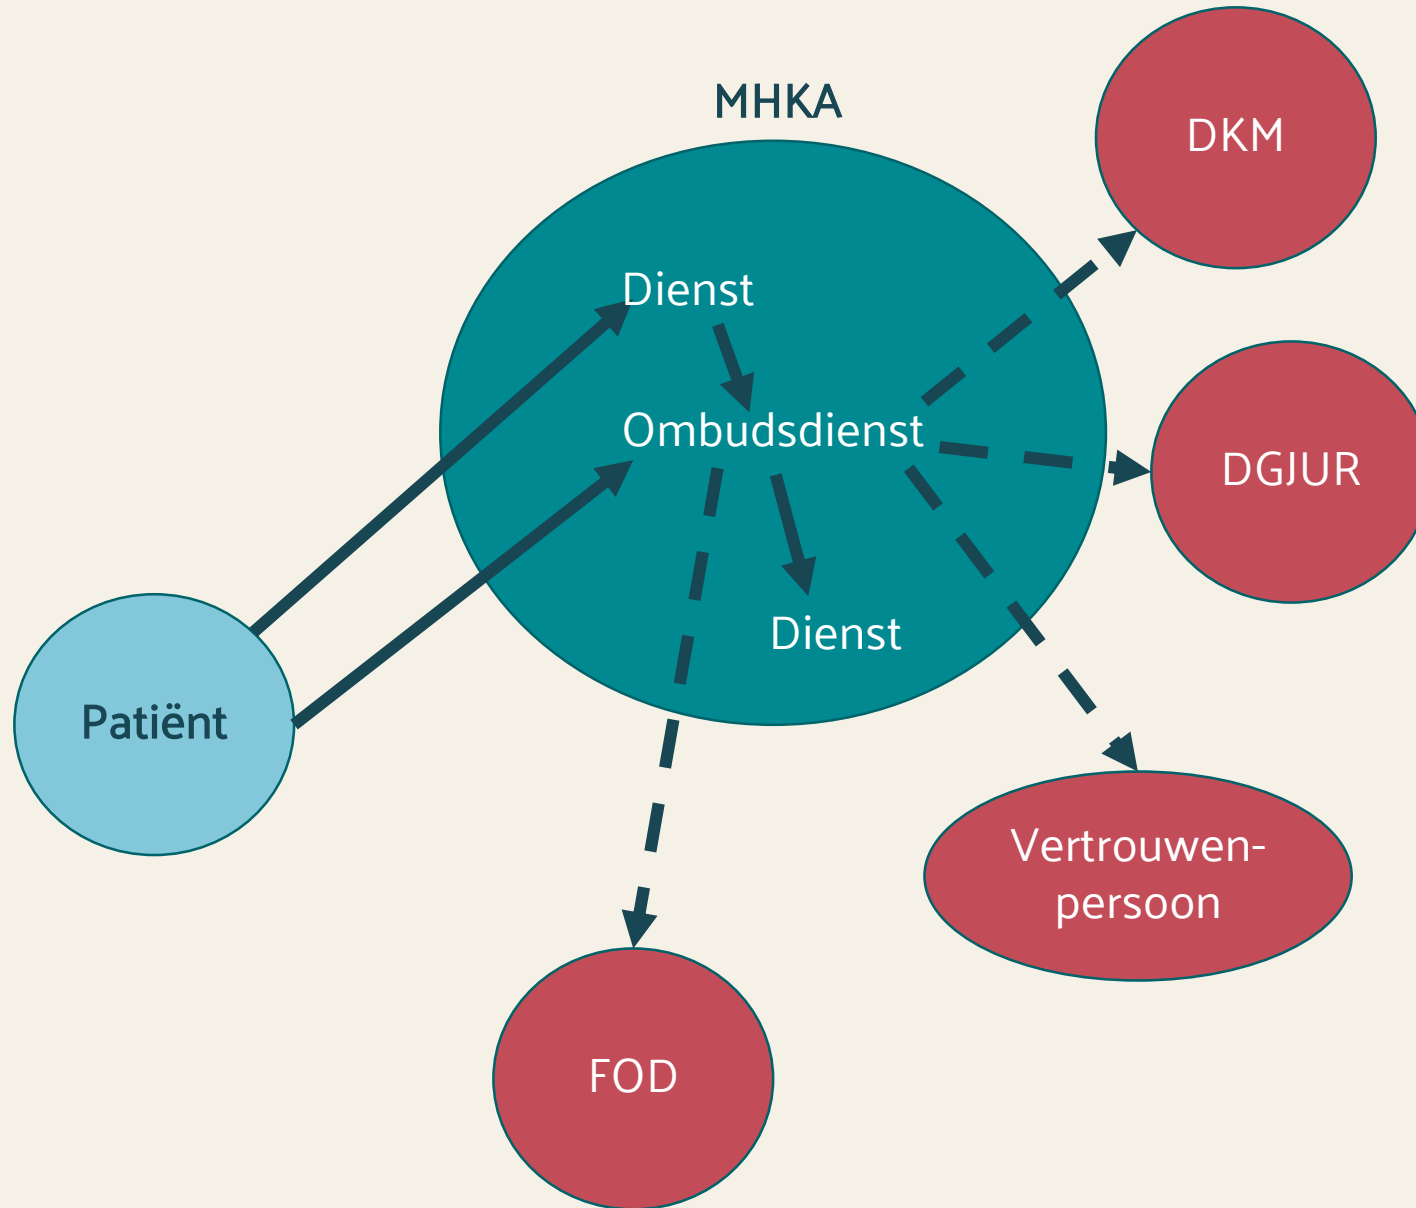 MHKA
DKM
Dienst
Ombudsdienst
DGJUR
Dienst
Patiënt
Vertrouwen-
persoon
FOD